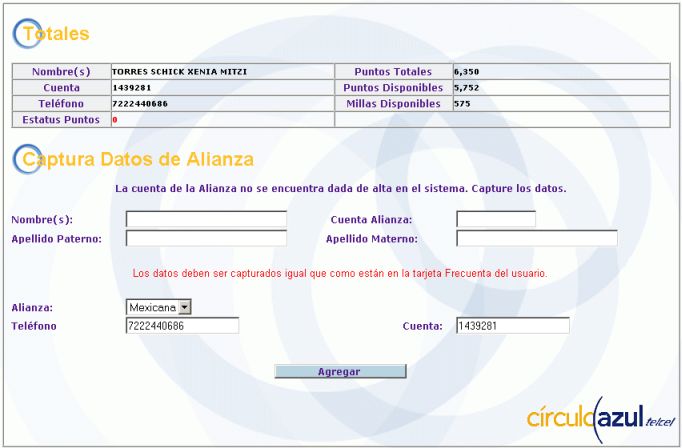 Totales
Nombre(s) TORRES SCHICK XENIA MITZI Puntos Totales 6,350
Cuenta 1439281 Puntos Disponibles 5,752
Teléfono 7222440686 Millas Disponibles 575
Estatus Puntos 0
Captura Datos de Alianza
La cuenta de la Alianza no se encuentra dada de alta en el sistema. Capture los datos.
Nombre(s): Cuenta Alianza:
Apellido Paterno: Apellido Materno:
Los datos deben ser capturados igual que como están en la tarjeta Frecuenta del usuario.
Alianza: Mexicana
Teléfono 7222440686 Cuenta: 1439281
Agregar
círculoazul telcel